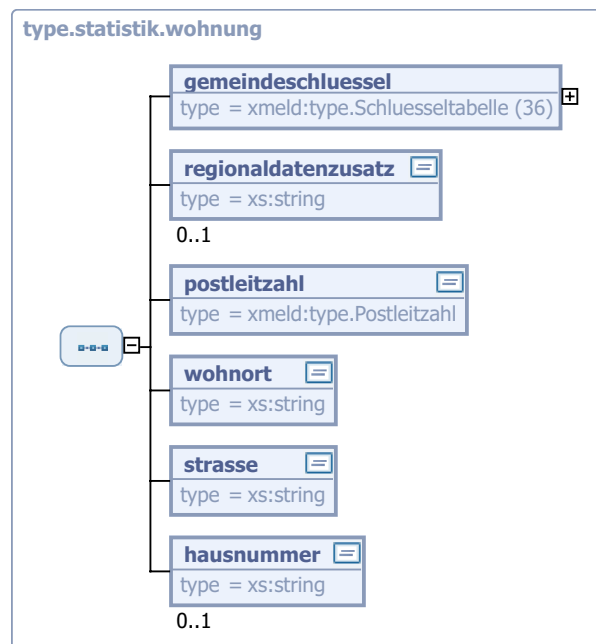 type.statistik.wohnung
gemeindeschluessel
type = xmeld:type.Schluesseltabelle (36)
regionaldatenzusatz
type = xs:string
0..1
postleitzahl
type = xmeld:type.Postleitzahl
wohnort
type = xs:string
strasse
type = xs:string
hausnummer
type = xs:string
0..1